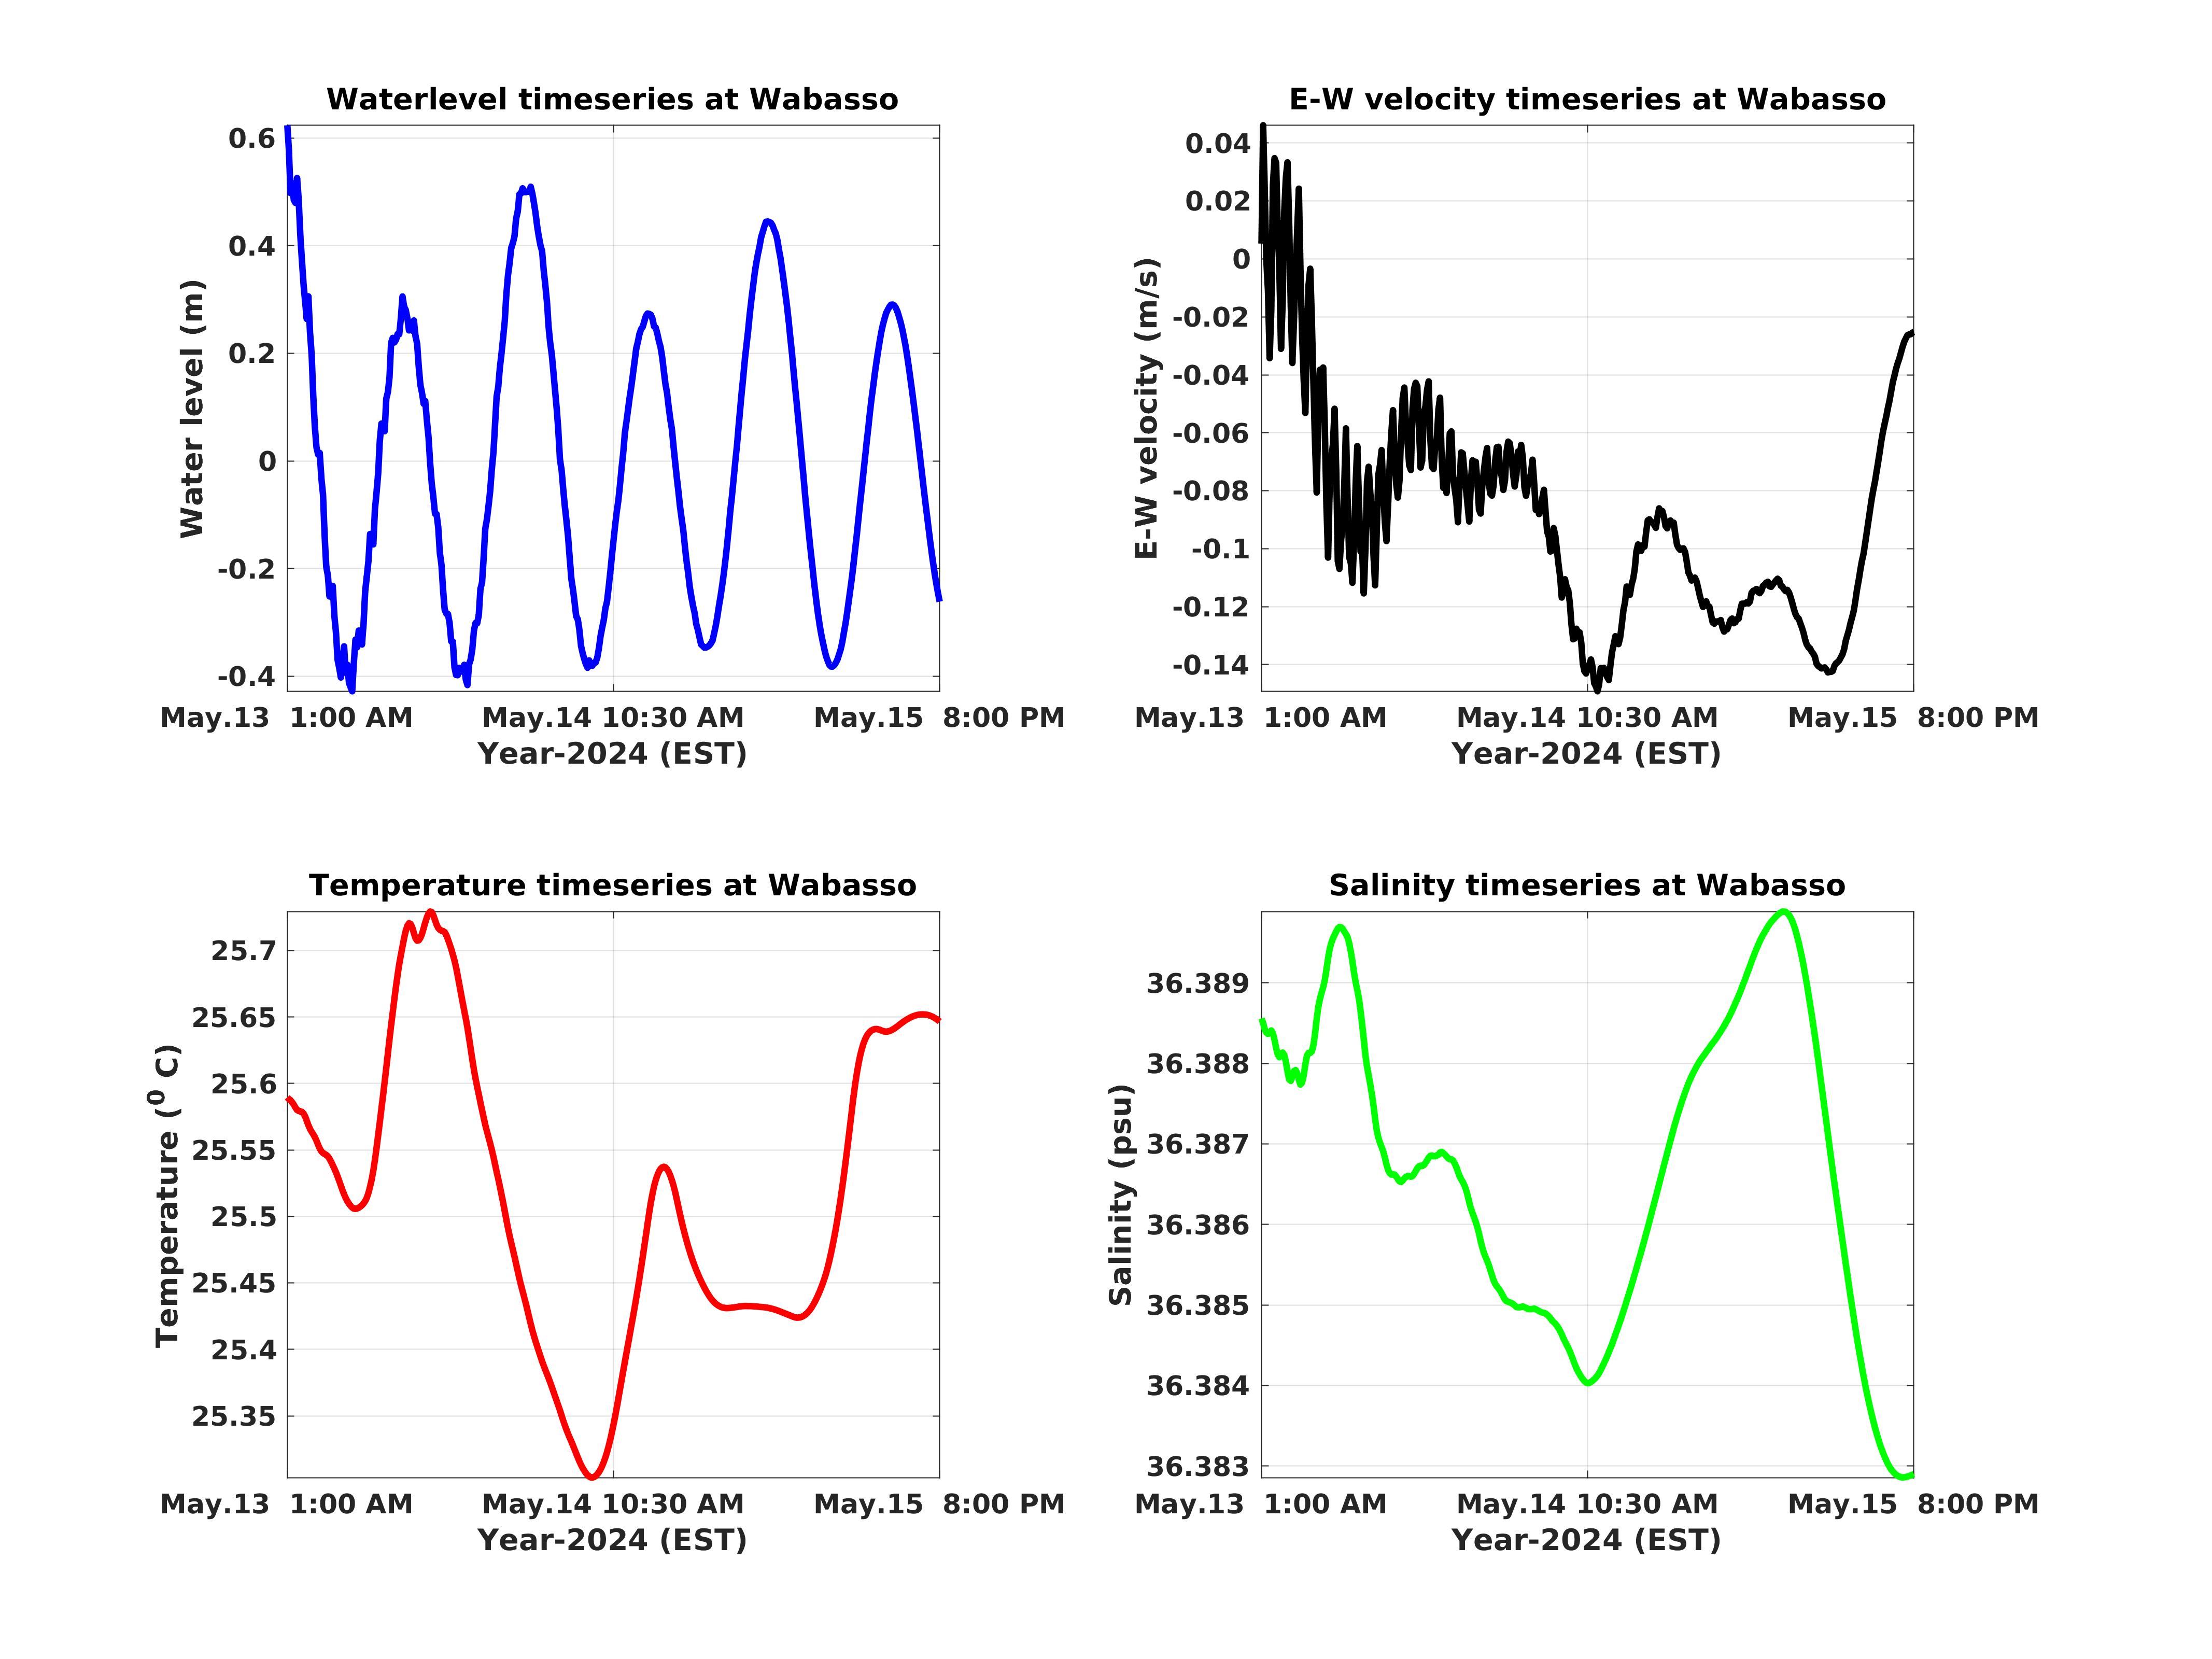 Waterlevel timeseries at Wabasso
0.6
0.4
0.2
0
-0.2
-0.4
Water level (m)
May.13 1:00 AM May.14 10:30 AM May.15 8:00 PM
Year-2024 (EST)
E-W velocity timeseries at Wabasso
0.04
0.02
0
-0.02
-0.04
-0.06
-0.08
-0.1
-0.12
-0.14
E-W velocity (m/s)
May.13 1:00 AM May.14 10:30 AM May.15 8:00 PM
Year-2024 (EST)
Temperature timeseries at Wabasso
25.7
25.65
25.6
25.55
25.5
25.45
25.4
25.35
Temperature (⁰ C)
May.13 1:00 AM May.14 10:30 AM May.15 8:00 PM
Year-2024 (EST)
Salinity timeseries at Wabasso
36.389
36.388
36.387
36.386
36.385
36.384
36.383
Salinity (psu)
May.13 1:00 AM May.14 10:30 AM May.15 8:00 PM
Year-2024 (EST)